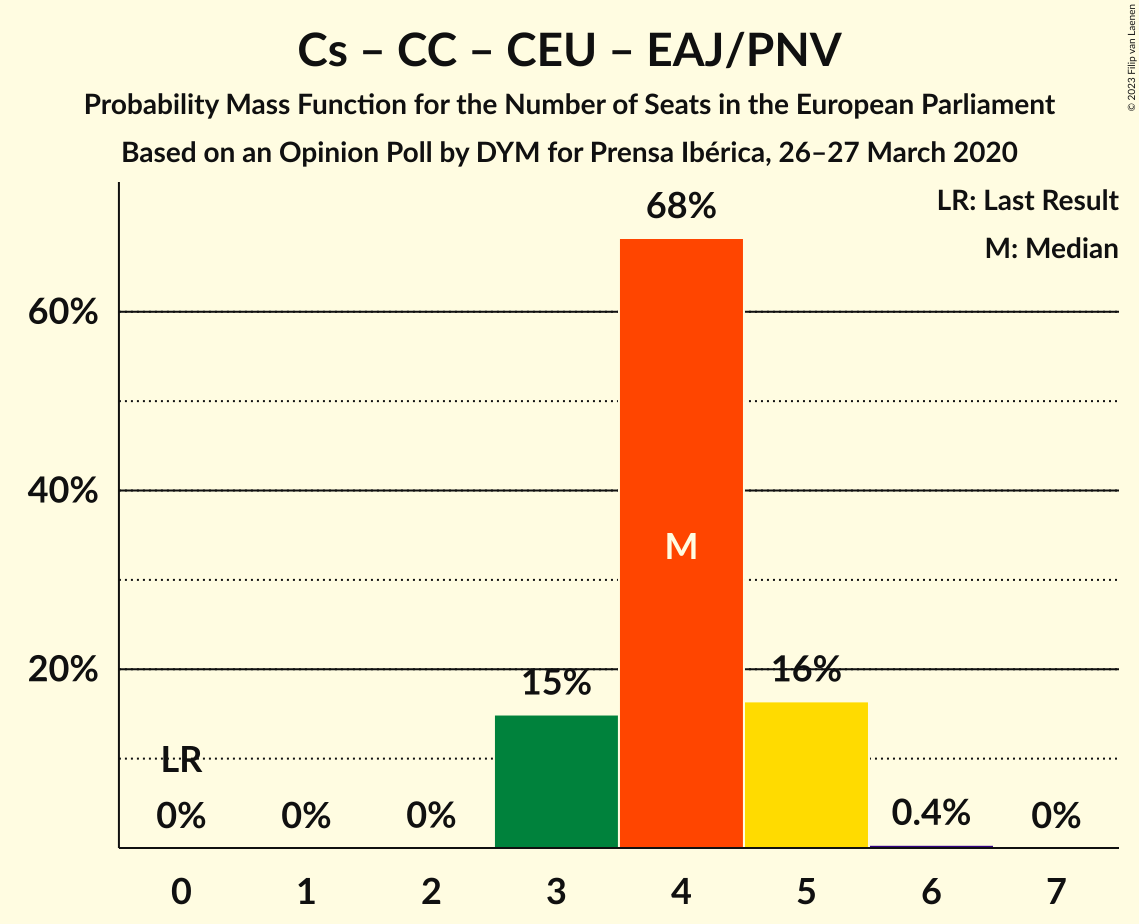 Cs – CC – CEU – EAJ/PNV
Probability Mass Function for the Number of Seats in the European Parliament
Based on an Opinion Poll by DYM for Prensa Ibérica, 26–27 March 2020
© 2023 Filip van Laenen
LR: Last Result
M: Median
68%
60%
40%
M
20%
15%
16%
LR
0%
0%
0%
0.4%
0%
0
1
2
3
4
5
6
7